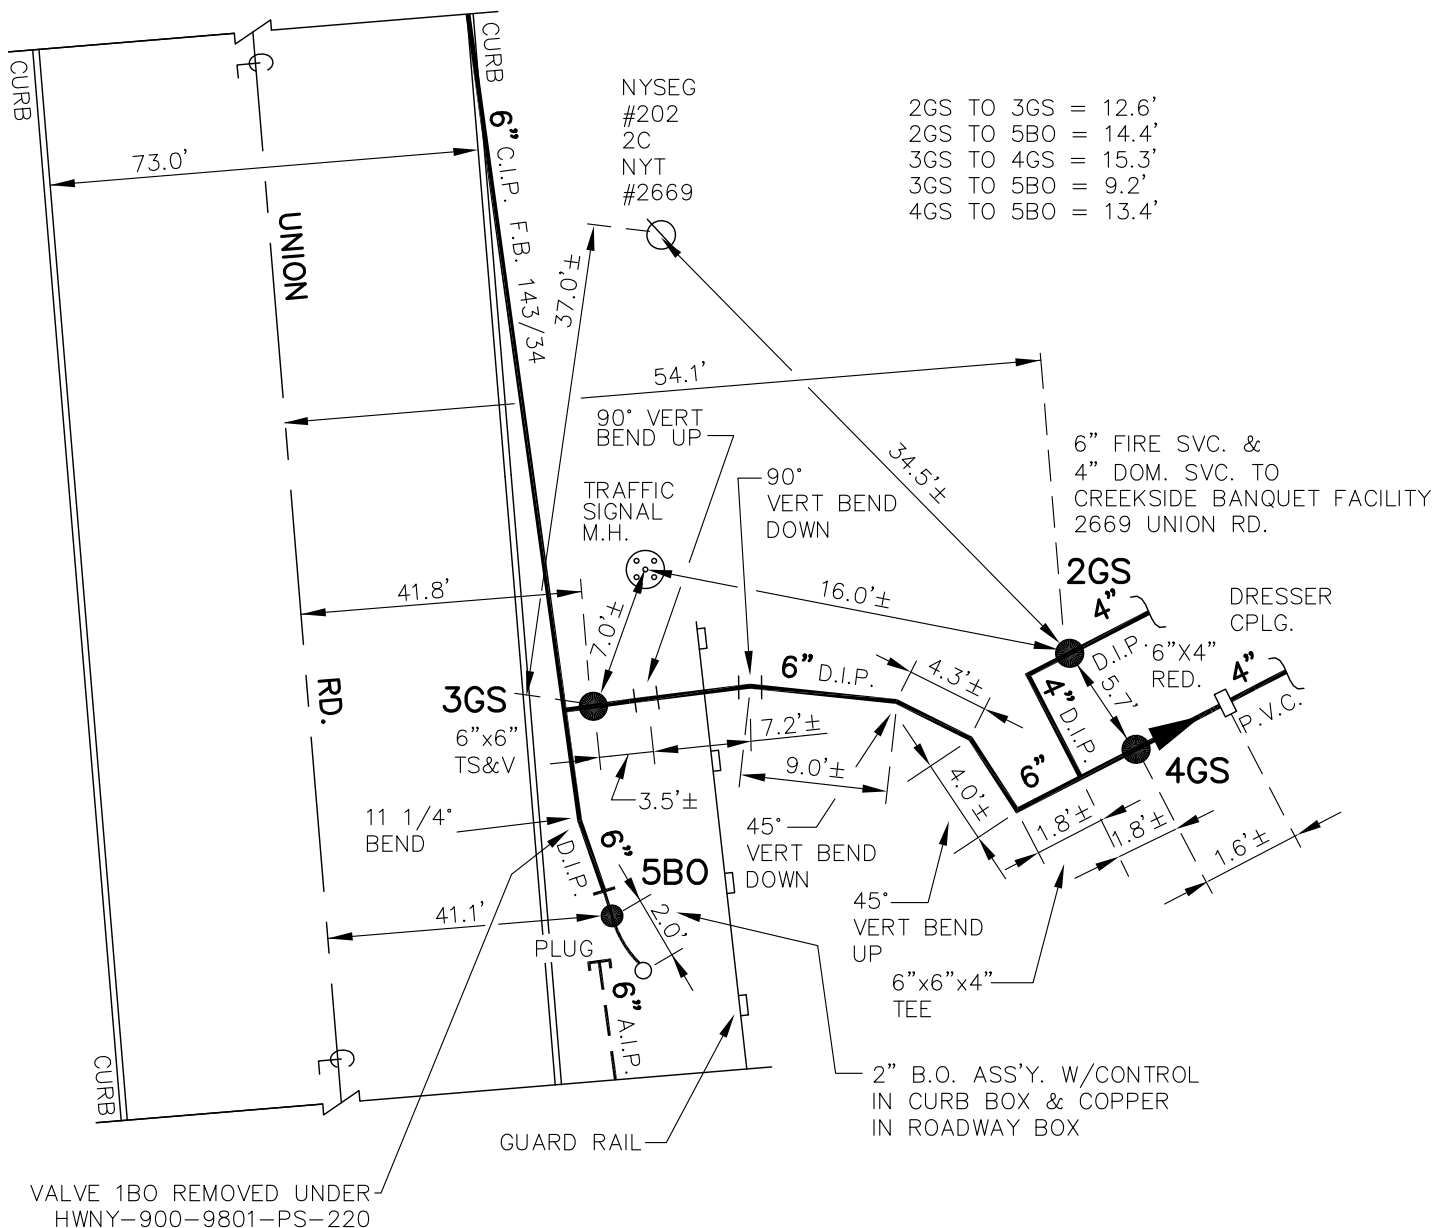 CURB
℄
CURB
6" C.I.P. F.B. 143/34
73.0'
UNION
RD.
NYSEG
#202
2C
NYT
#2669
2GS TO 3GS = 12.6'
2GS TO 5BO = 14.4'
3GS TO 4GS = 15.3'
3GS TO 5BO = 9.2'
4GS TO 5BO = 13.4'
37.0'±
54.1'
90° VERT
BEND UP
34.5'±
90°
VERT BEND
DOWN
6" FIRE SVC. &
4" DOM. SVC. TO
CREEKSIDE BANQUET FACILITY
2669 UNION RD.
TRAFFIC
SIGNAL
M.H.
41.8'
7.0'±
16.0'±
2GS
4"
D.I.P.
DRESSER
CPLG.
6"X4"
RED.
4"
P.V.C.
5.7'
4" D.I.P.
4GS
3GS
6"x6"
TS&V
6" D.I.P.
4.3'±
7.2'±
9.0'±
3.5'±
4.0'±
6"
1.8'±
1.8'±
1.6'±
11 1/4°
BEND
6"
D.I.P.
5BO
45°
VERT BEND
DOWN
45°
VERT BEND
UP
6"x6"x4"
TEE
41.1'
2.0'
PLUG
6" A.I.P.
CURB
℄
2" B.O. ASS'Y. W/CONTROL
IN CURB BOX & COPPER
IN ROADWAY BOX
GUARD RAIL
VALVE 1BO REMOVED UNDER
HWNY-900-9801-PS-220